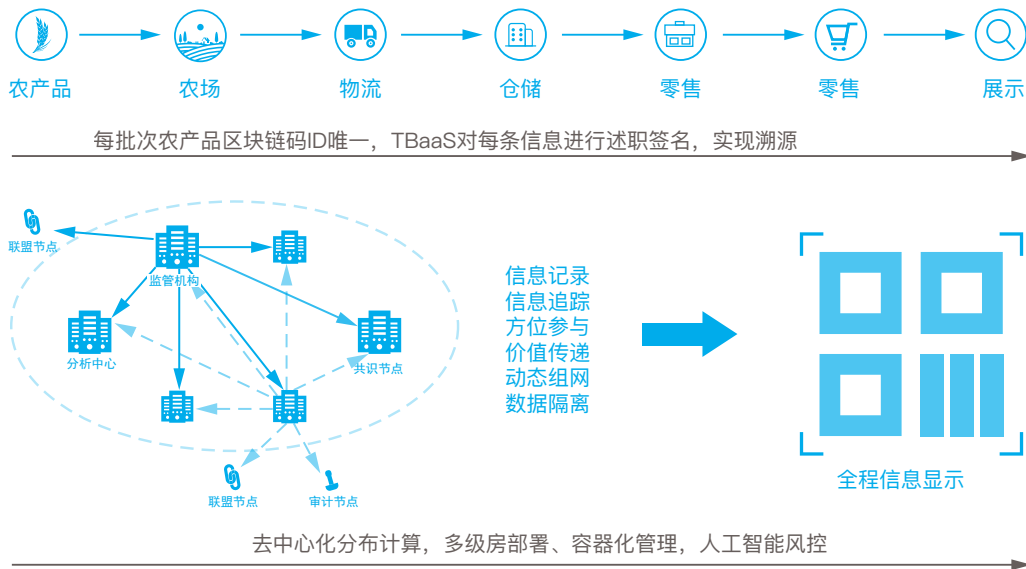 农产品
农场
物流
仓储
零售
零售
展示
每批次农产品区块链码ID唯一，TBaaS对每条信息进行述职签名，实现溯源
联盟节点
监管机构
分析中心
共识节点
联盟节点
审计节点
信息记录
信息追踪
方位参与
价值传递
动态组网
数据隔离
全程信息显示
去中心化分布计算，多级房部署、容器化管理，人工智能风控